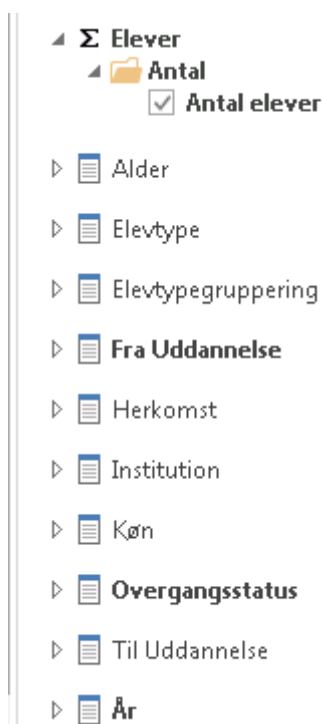 Σ Elever
Antal
Antal elever
Alder
Elevtype
Elevtypegruppering
Fra Uddannelse
Herkomst
Institution
Køn
Overgangsstatus
Til Uddannelse
År